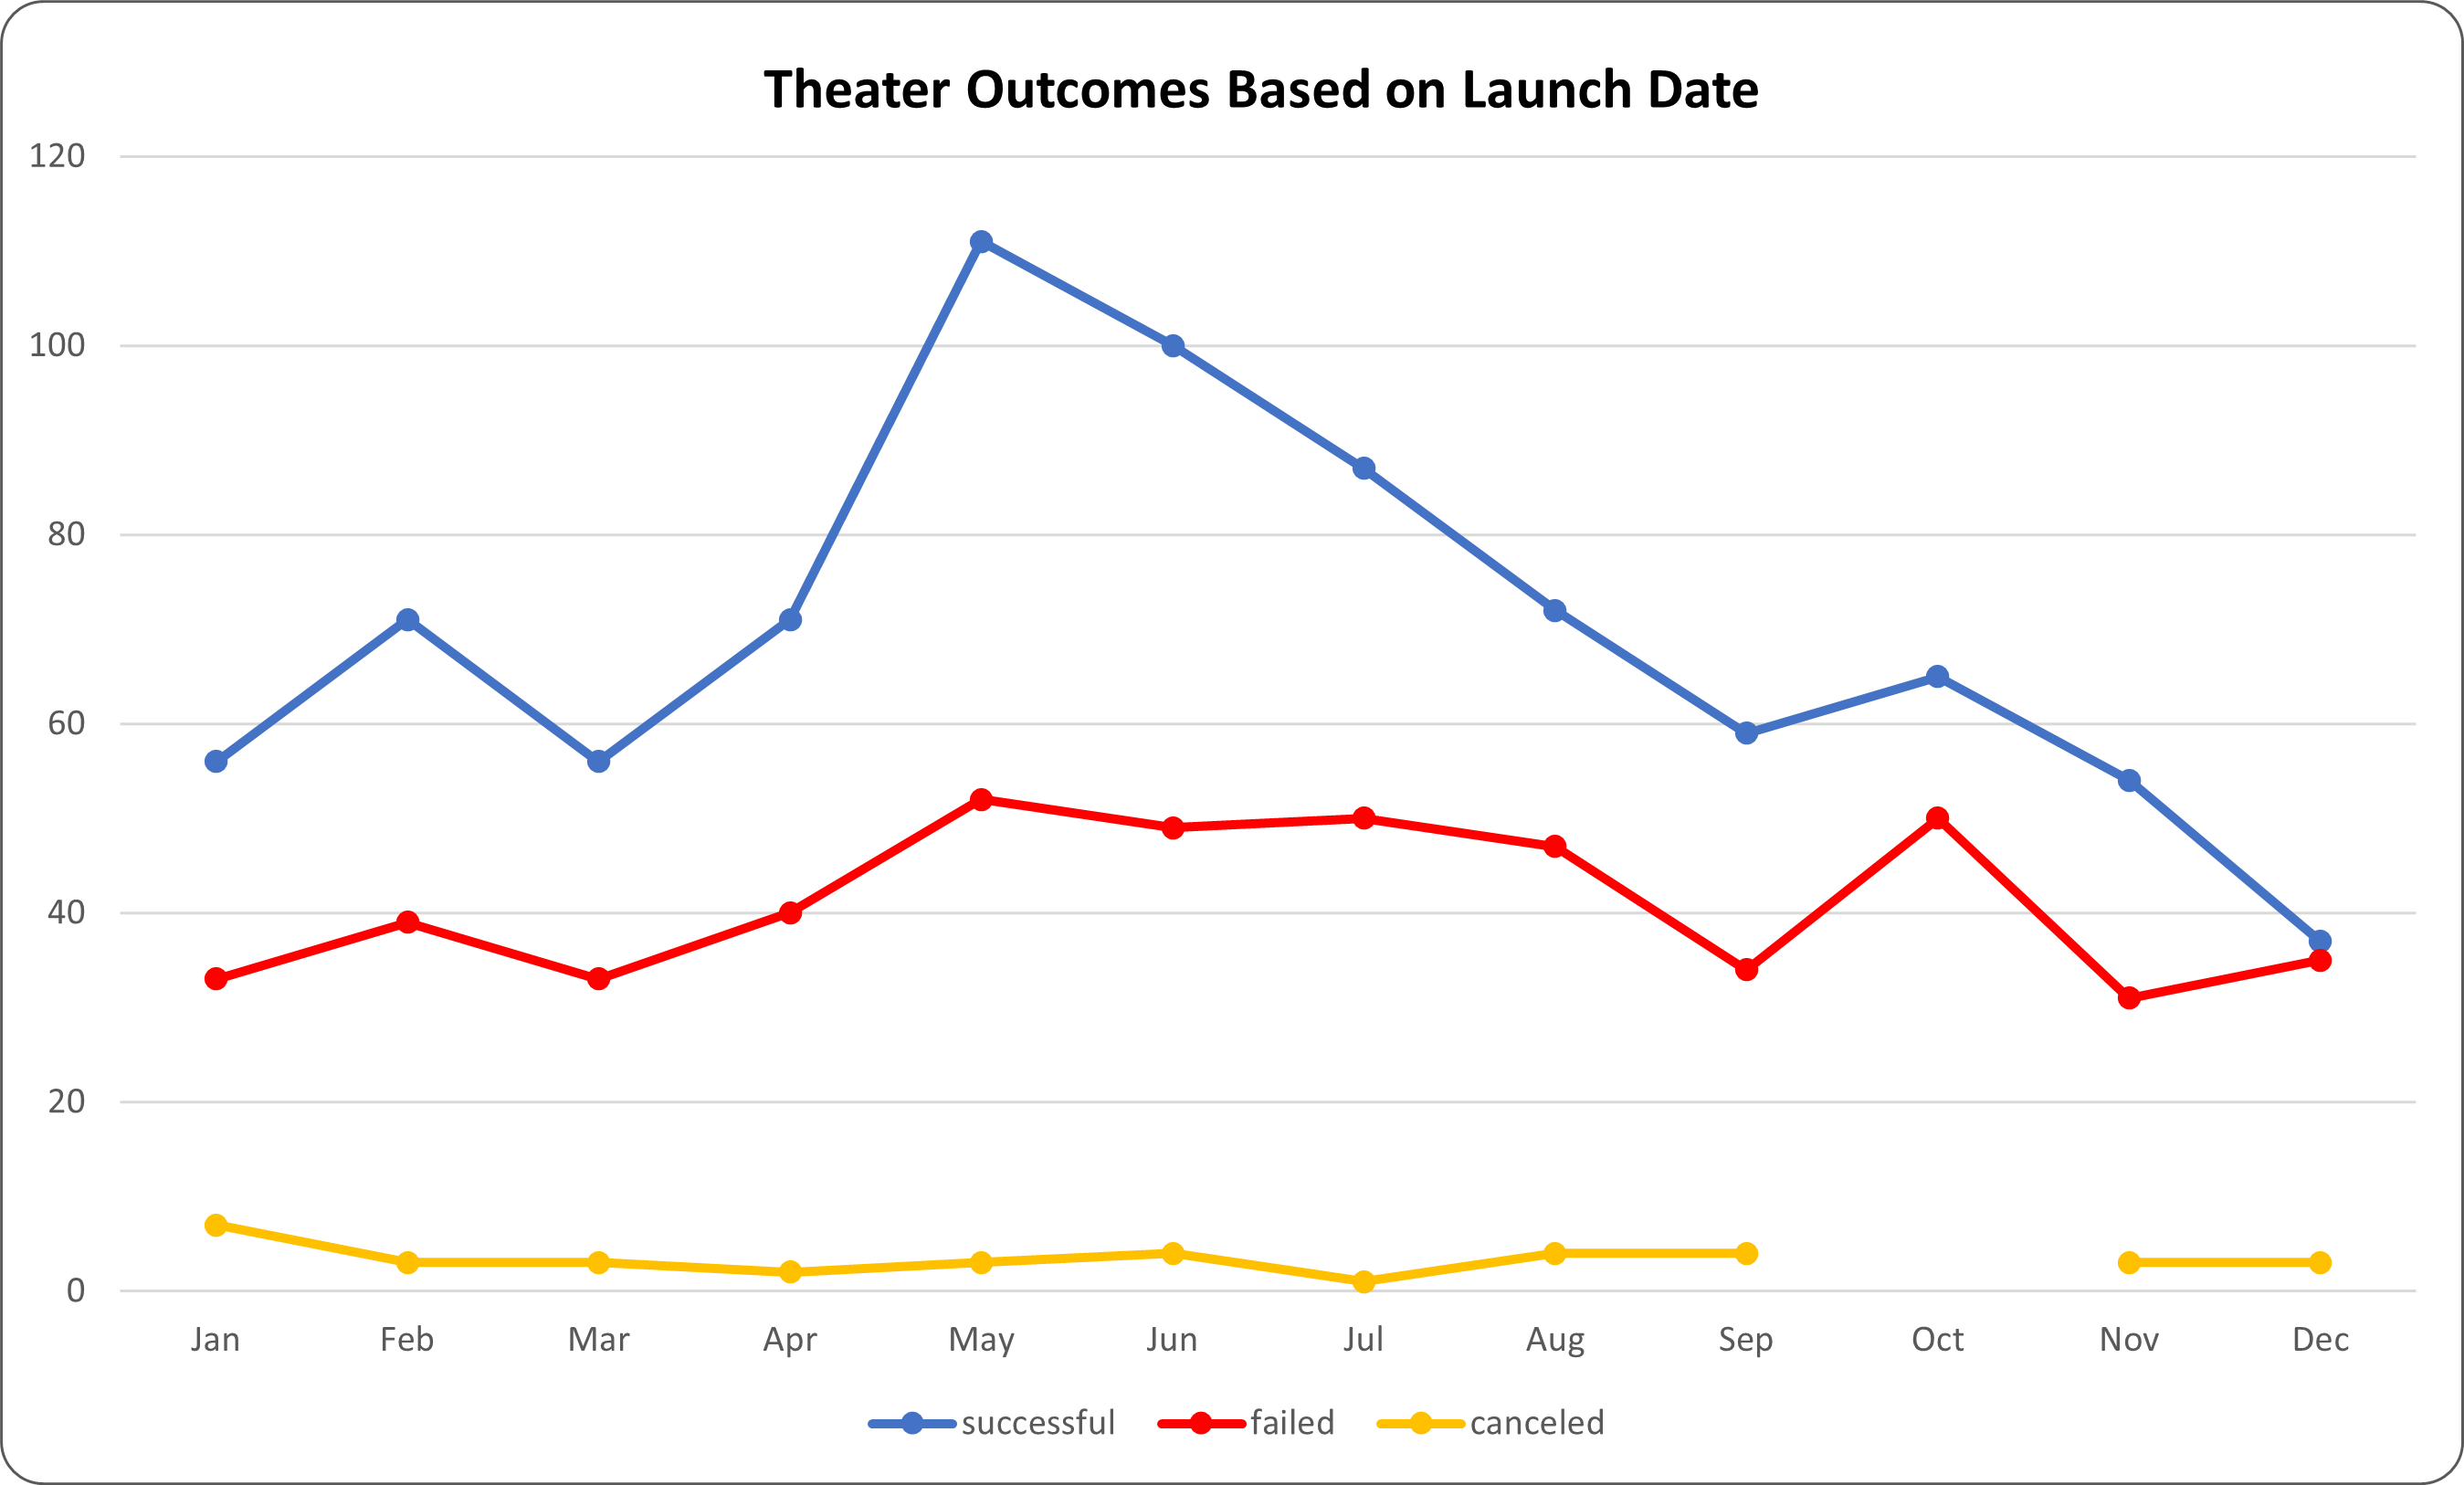 Theater Outcomes Based on Launch Date
120
100
80
60
40
20
0
Jan Feb Mar Apr May Jun Jul Aug Sep Oct Nov Dec
successful failed canceled